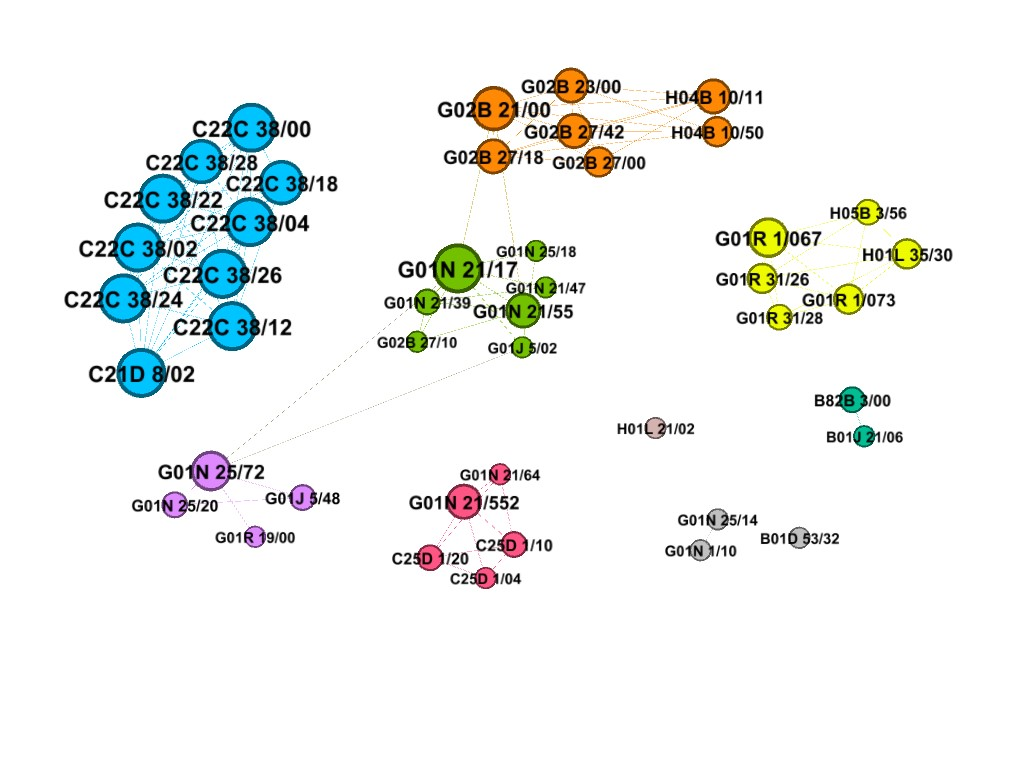 C22C 38/00
C22C 38/28
C22C 38/18
C22C 38/22
C22C 38/04
C22C 38/02
C22C 38/26
C22C 38/24
C22C 38/12
C21D 8/02
G02B 23/00
G02B 21/00
G02B 27/42
G02B 27/18
G02B 27/00
H04B 10/11
H04B 10/50
G01N 25/18
G01N 21/17
G01N 21/47
G01N 21/39
G01N 21/55
G02B 27/10
G01J 5/02
H05B 3/56
G01R 1/067
H01L 35/30
G01R 31/26
G01R 1/073
G01R 31/28
B82B 3/00
B01J 21/06
H01L 21/02
G01N 25/72
G01N 25/20
G01J 5/48
G01R 19/00
G01N 21/64
G01N 21/552
C25D 1/10
C25D 1/20
C25D 1/04
G01N 25/14
G01N 1/10
B01D 53/32